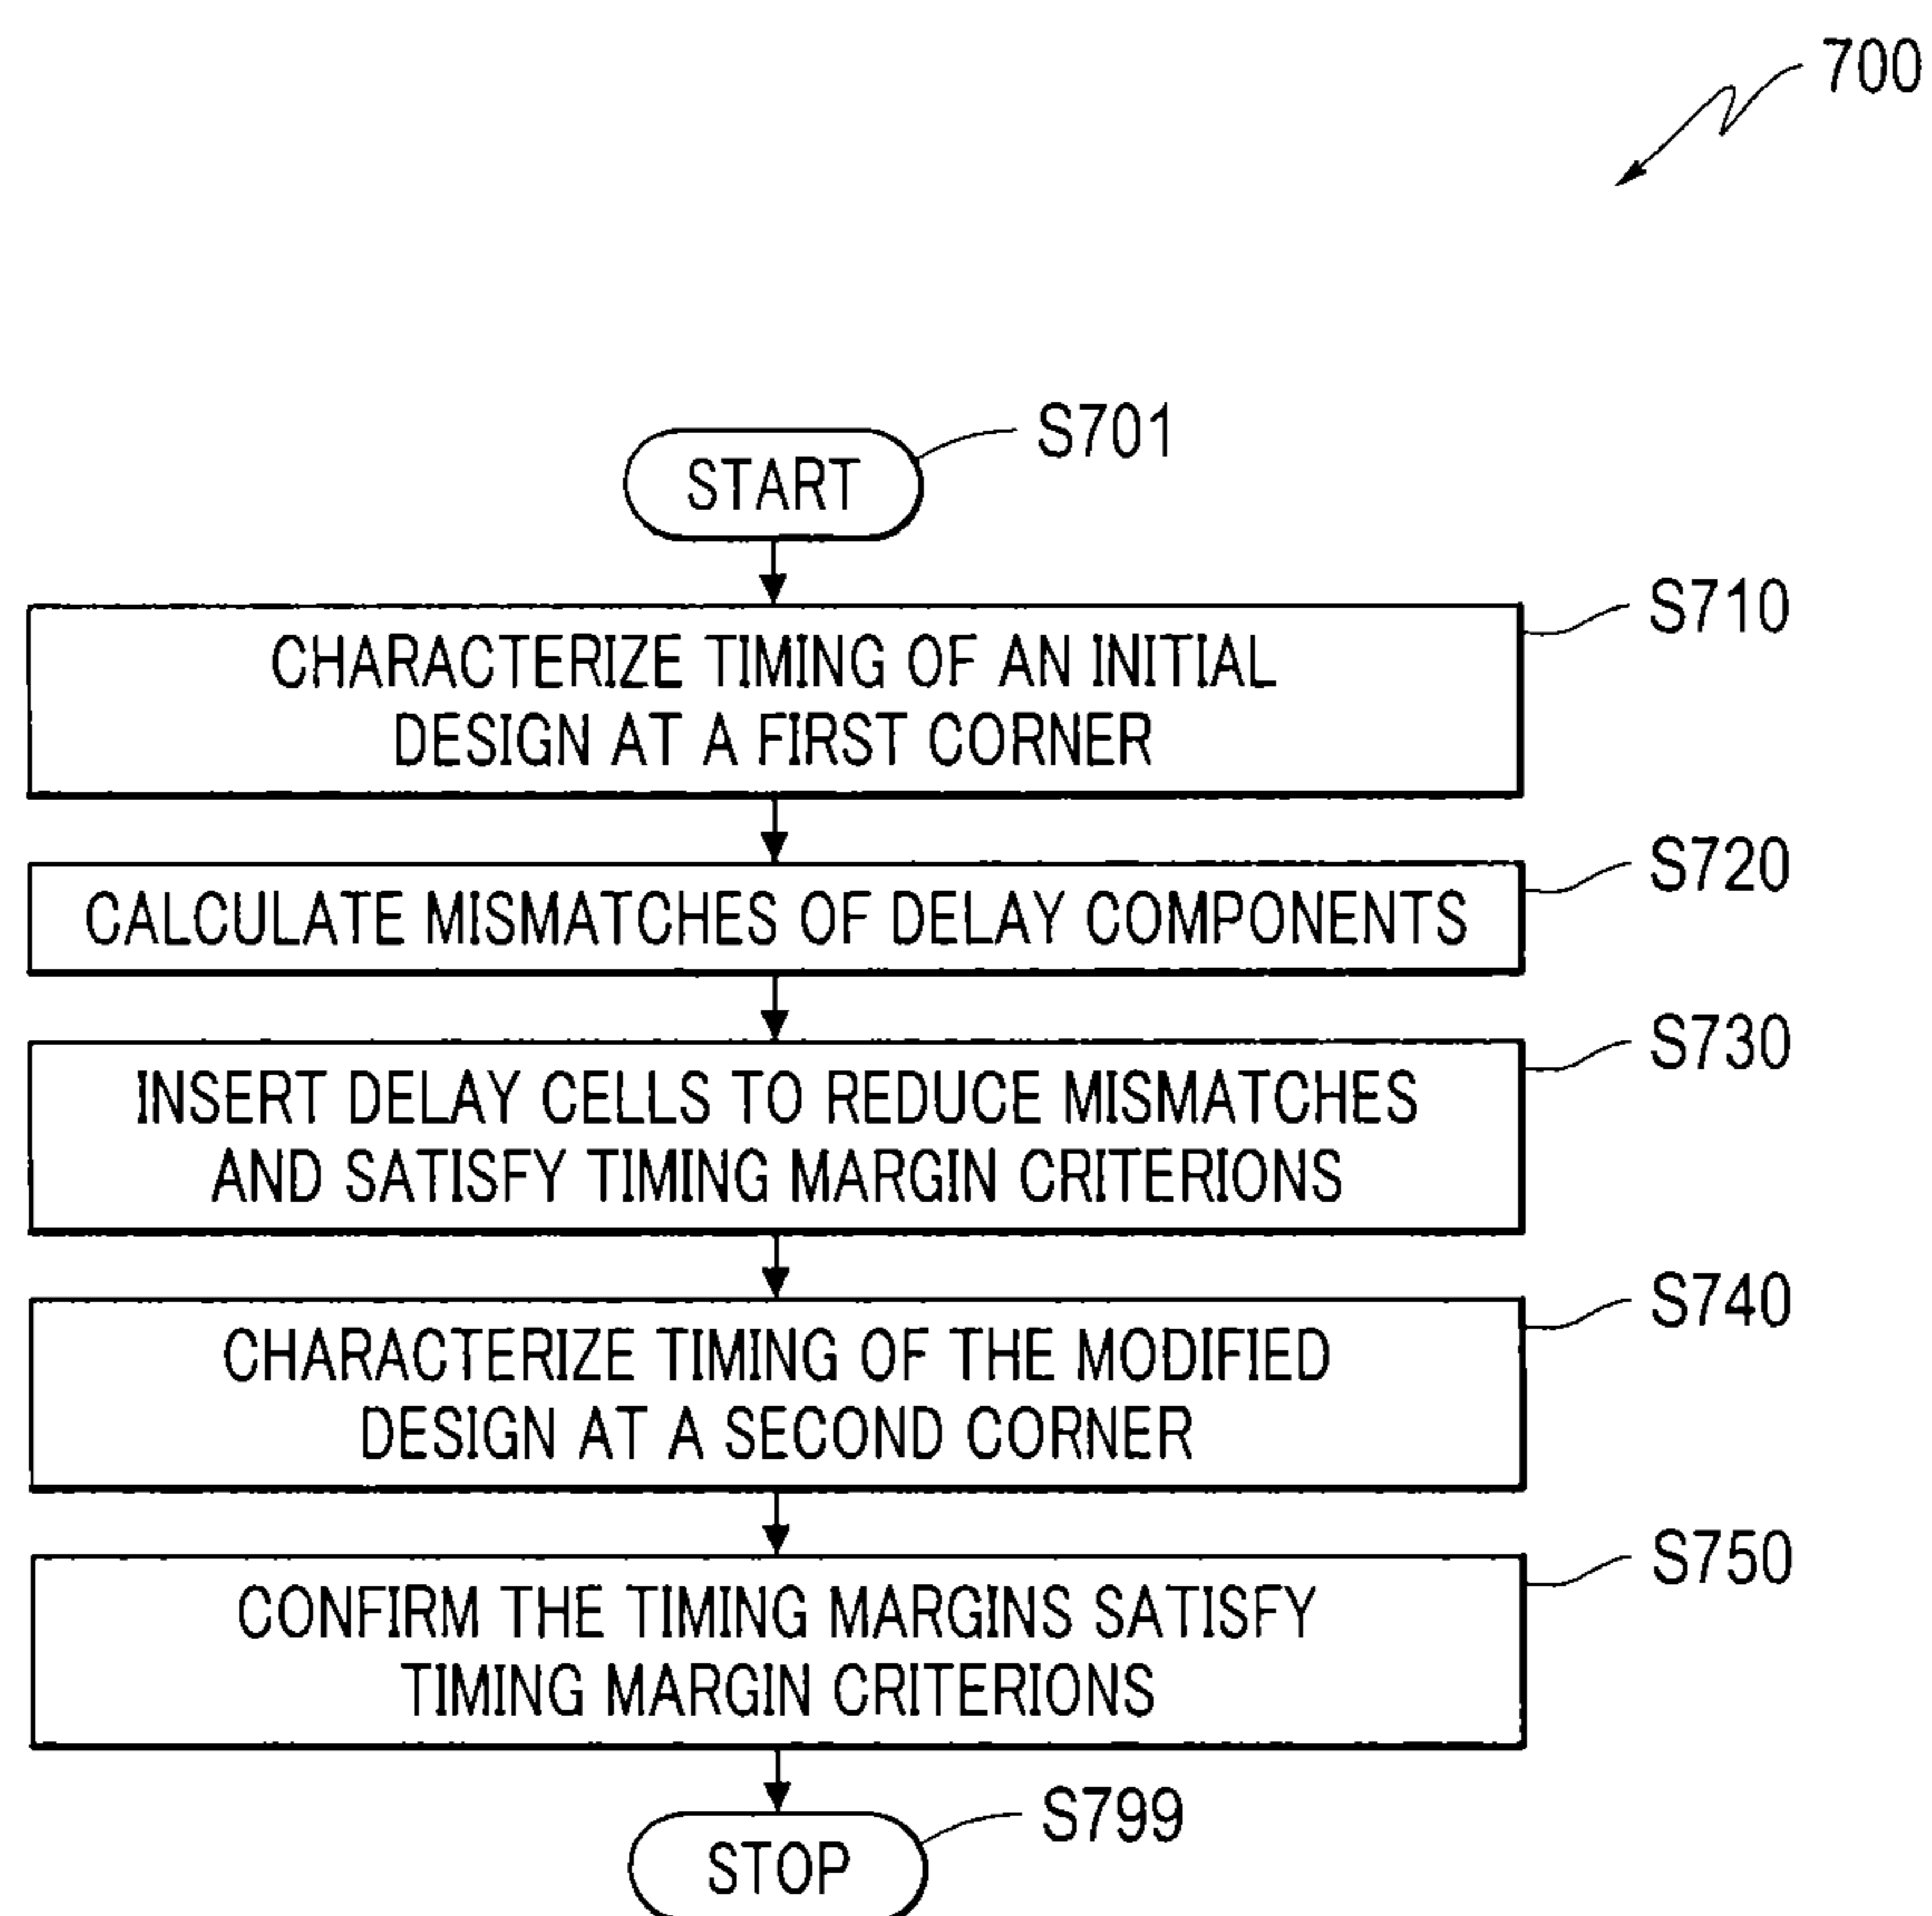 700
S701
START
S710
CHARACTERIZE TIMING OF AN INITIAL
DESIGN AT A FIRST CORNER
S720
CALCULATE MISMATCHES OF DELAY COMPONENTS
S730
INSERT DELAY CELLS TO REDUCE MISMATCHES
AND SATISFY TIMING MARGIN CRITERIONS
S740
CHARACTERIZE TIMING OF THE MODIFIED
DESIGN AT A SECOND CORNER
S750
CONFIRM THE TIMING MARGINS SATISFY
TIMING MARGIN CRITERIONS
S799
STOP